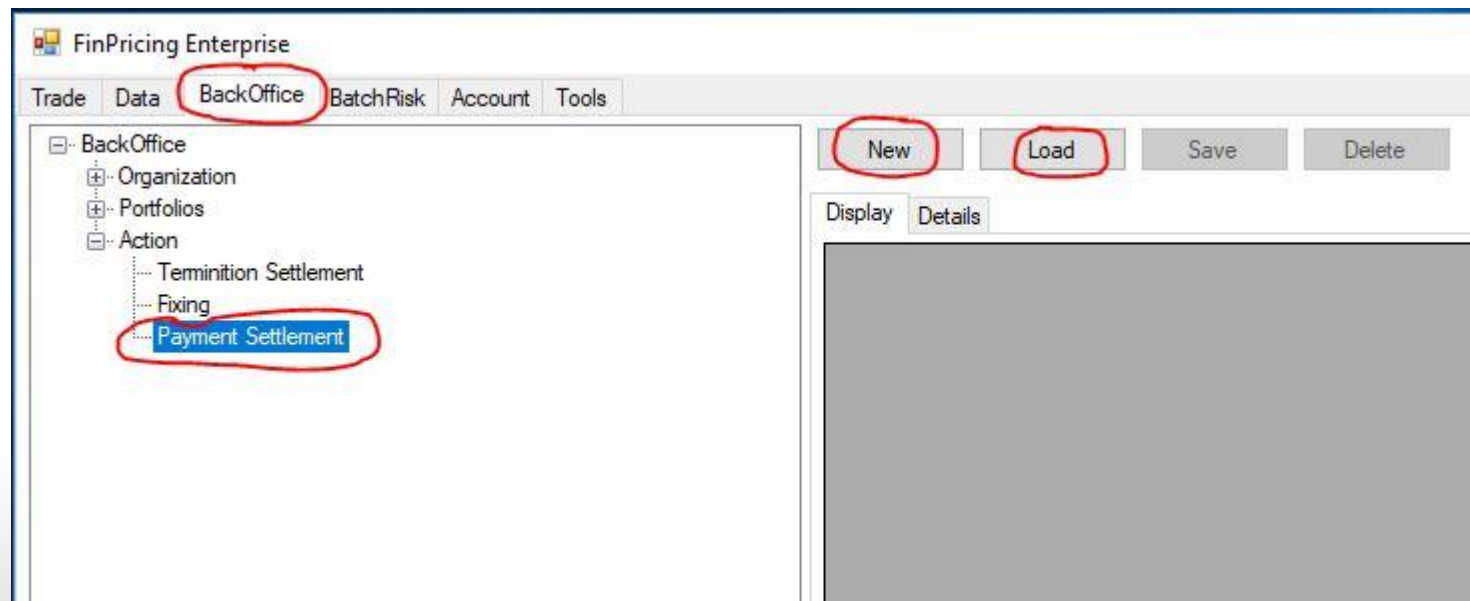 FinPricing Enterprise
Trade Data BackOffice BatchRisk Account Tools
BackOffice
Organization
Portfolios
Action
Terminition Settlement
Fixing
Payment Settlement
New Load Save Delete
Display Details